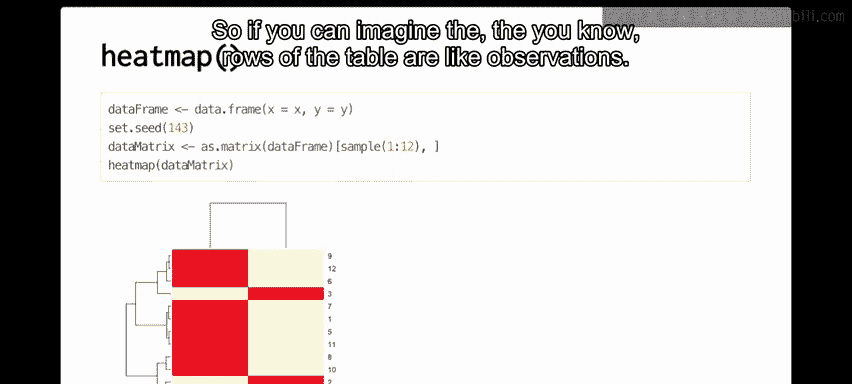 So if you can imagine the, the you know,
rows of the table are like observations.
heatmap()
dataFrame <- data.frame(x = x, y = y)
set.seed(143)
dataMatrix <- as.matrix(dataFrame)[sample(1:12), ]
heatmap(dataMatrix)
9
12
6
3
7
1
5
11
8
10
2